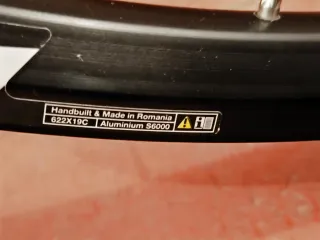 Handbuilt & Made in Romania
622X19C Aluminium S6000